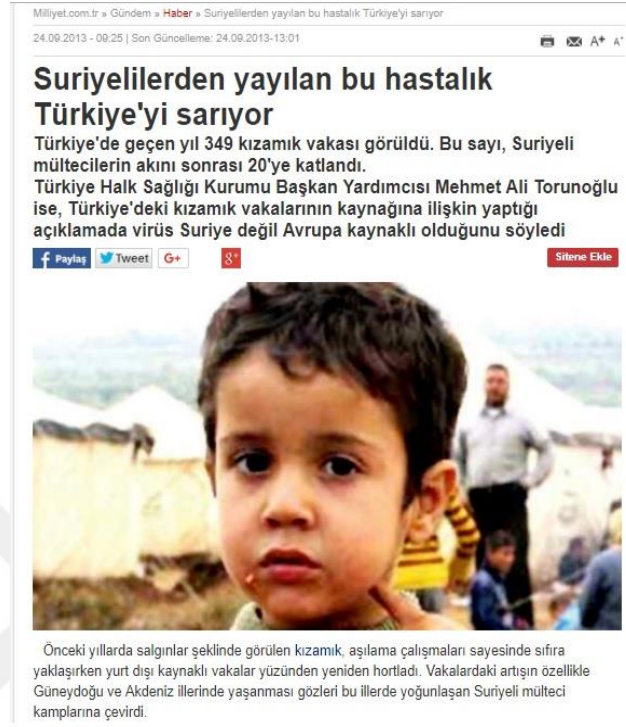 Milliyet.com.tr » Gündem » Haber » Suriyelilerden yayılan bu hastalık Türkiye'yi sarıyor
24.09.2013 - 09:25 | Son Güncelleme: 24.09.2013-13:01
A+ A-
Suriyelilerden yayılan bu hastalık
Türkiye'yi sarıyor
Türkiye'de geçen yıl 349 kızamık vakası görüldü. Bu sayı, Suriyeli
mültecilerin akını sonrası 20'ye katlandı.
Türkiye Halk Sağlığı Kurumu Başkan Yardımcısı Mehmet Ali Torunoğlu
ise, Türkiye'deki kızamık vakalarının kaynağına ilişkin yaptığı
açıklamada virüs Suriye değil Avrupa kaynaklı olduğunu söyledi
f Paylaş Tweet G+ g+ Sitene Ekle
Önceki yıllarda salgınlar şeklinde görülen kızamık, aşılama çalışmaları sayesinde sıfıra
yaklaşırken yurt dışı kaynaklı vakalar yüzünden yeniden hortladı. Vakalardaki artışın özellikle
Güneydoğu ve Akdeniz illerinde yaşanması gözleri bu illerde yoğunlaşan Suriyeli mülteci
kamplarına çevirdi.